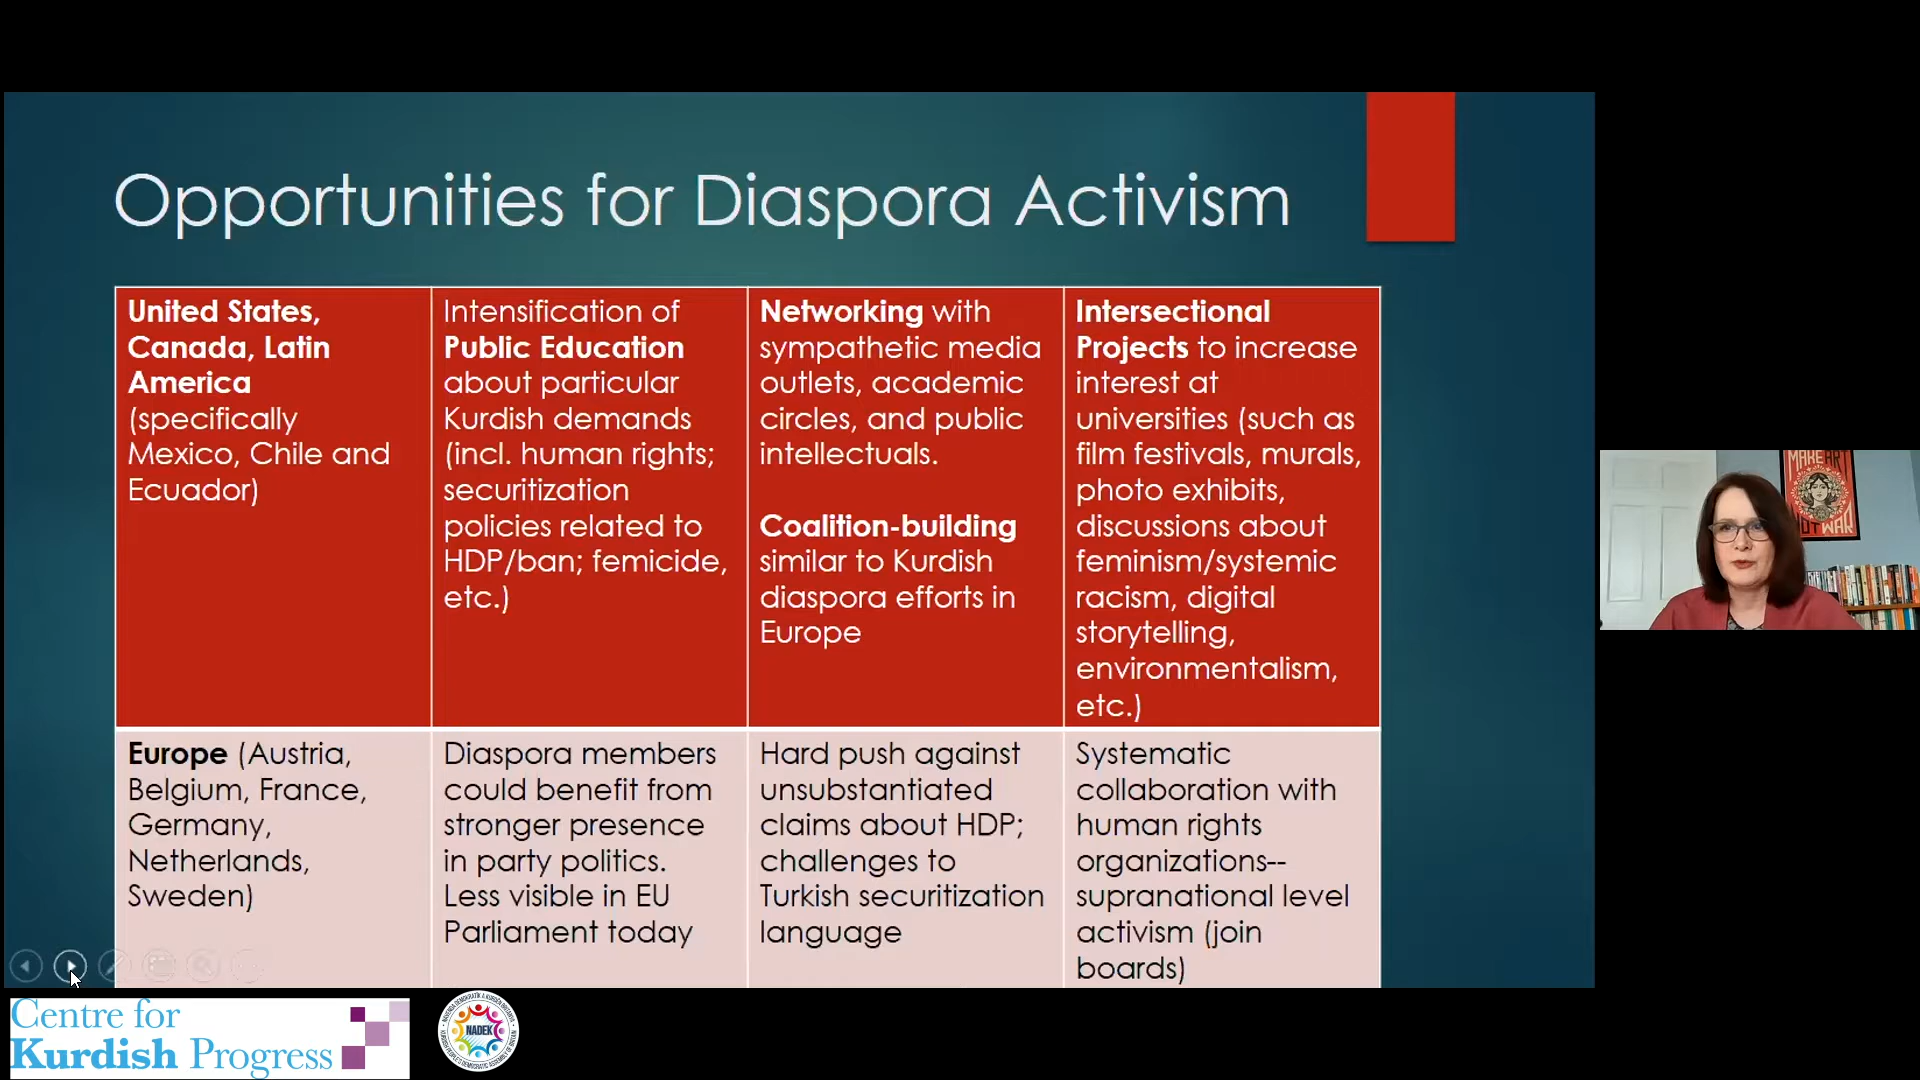 Opportunities for Diaspora Activism
United States,
Canada, Latin
America
(specifically
Mexico, Chile and
Ecuador)
Intensification of
Public Education
about particular
Kurdish demands
(incl. human rights;
securitization
policies related to
HDP/ban; femicide,
etc.)
Networking with
sympathetic media
outlets, academic
circles, and public
intellectuals.
Coalition-building
similar to Kurdish
diaspora efforts in
Europe
Intersectional
Projects to increase
interest at
universities (such as
film festivals, murals,
photo exhibits,
discussions about
feminism/systemic
racism, digital
storytelling,
environmentalism,
etc.)
Europe (Austria,
Belgium, France,
Germany,
Netherlands,
Sweden)
Diaspora members
could benefit from
stronger presence
in party politics.
Less visible in EU
Parliament today
Hard push against
unsubstantiated
claims about HDP;
challenges to
Turkish securitization
language
Systematic
collaboration with
human rights
organizations--
supranational level
activism (join
boards)
MAKE ART
NOT WAR
Centre for
Kurdish Progress
NADEK